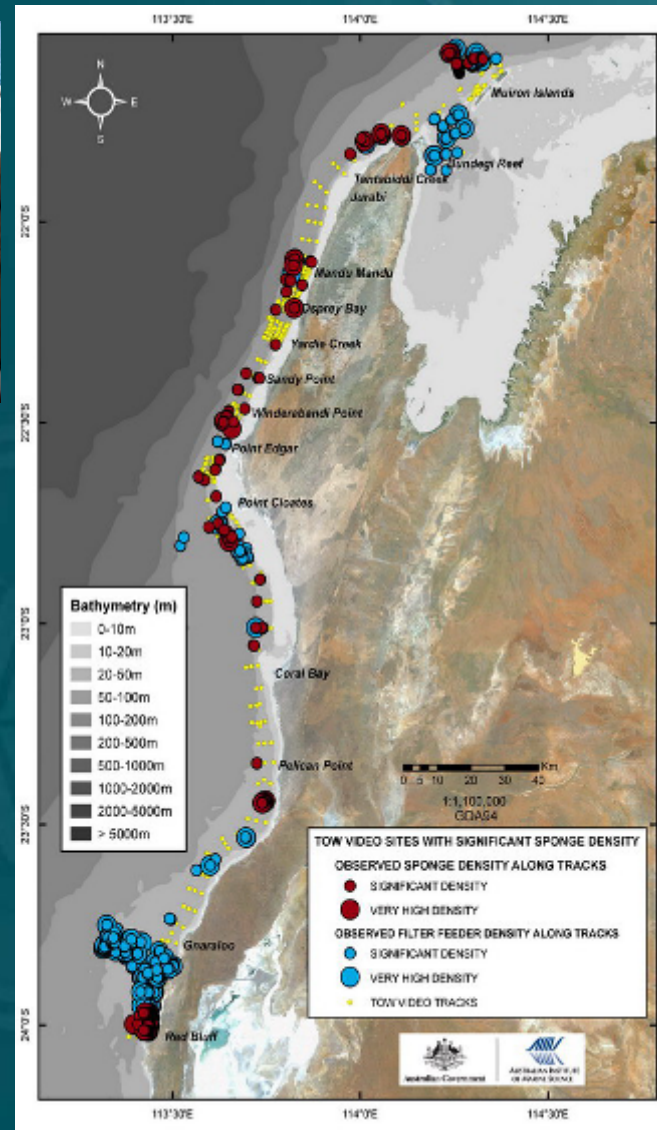 113°30'E 114°0'E 114°30'E
N
W E
S
Muiron Islands
Bundegi Reef
Tantabiddi Creek
Jurabi
22°0'S
Mandu Mandu
Osprey Bay
Yardie Creek
Sandy Point
Winderabandi Point
22°30'S
Point Edgar
Point Cloates
Bathymetry (m)
0-10m
10-20m
20-50m
50-100m
100-200m
200-500m
500-1000m
1000-2000m
2000-5000m
> 5000m
23°0'S
Coral Bay
Pelican Point
Km
0 5 10 20 30 40
1:1,100,000
GDA94
23°30'S
TOW VIDEO SITES WITH SIGNIFICANT SPONGE DENSITY
OBSERVED SPONGE DENSITY ALONG TRACKS
SIGNIFICANT DENSITY
VERY HIGH DENSITY
OBSERVED FILTER FEEDER DENSITY ALONG TRACKS
SIGNIFICANT DENSITY
VERY HIGH DENSITY
TOW VIDEO TRACKS
Gnaraloo
Red Bluff
24°0'S
Australian Government
AUSTRALIAN INSTITUTE
OF MARINE SCIENCE
113°30'E 114°0'E 114°30'E